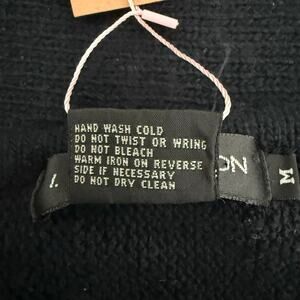 HAND WASH COLD
DO NOT TWIST OR WRING
DO NOT BLEACH
WARM IRON ON REVERSE
SIDE IF NECESSARY
DO NOT DRY CLEAN
ON
M